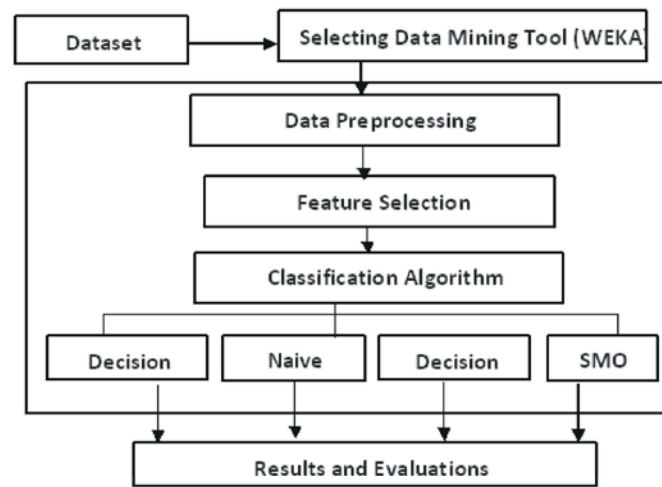 Dataset
Selecting Data Mining Tool (WEKA)
Data Preprocessing
Feature Selection
Classification Algorithm
Decision
Naive
Decision
SMO
Results and Evaluations